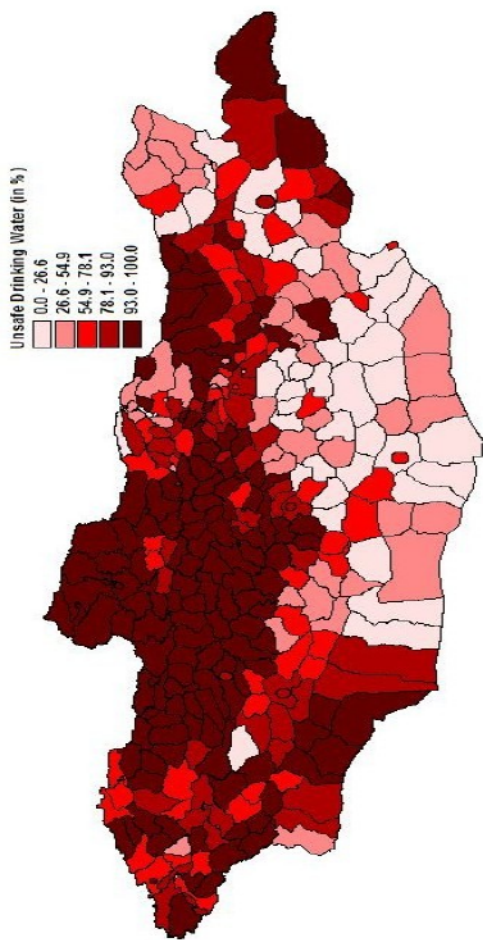 Unsafe Drinking Water (in %)
0.0 - 26.6
26.6 - 54.9
54.9 - 78.1
78.1 - 93.0
93.0 - 100.0